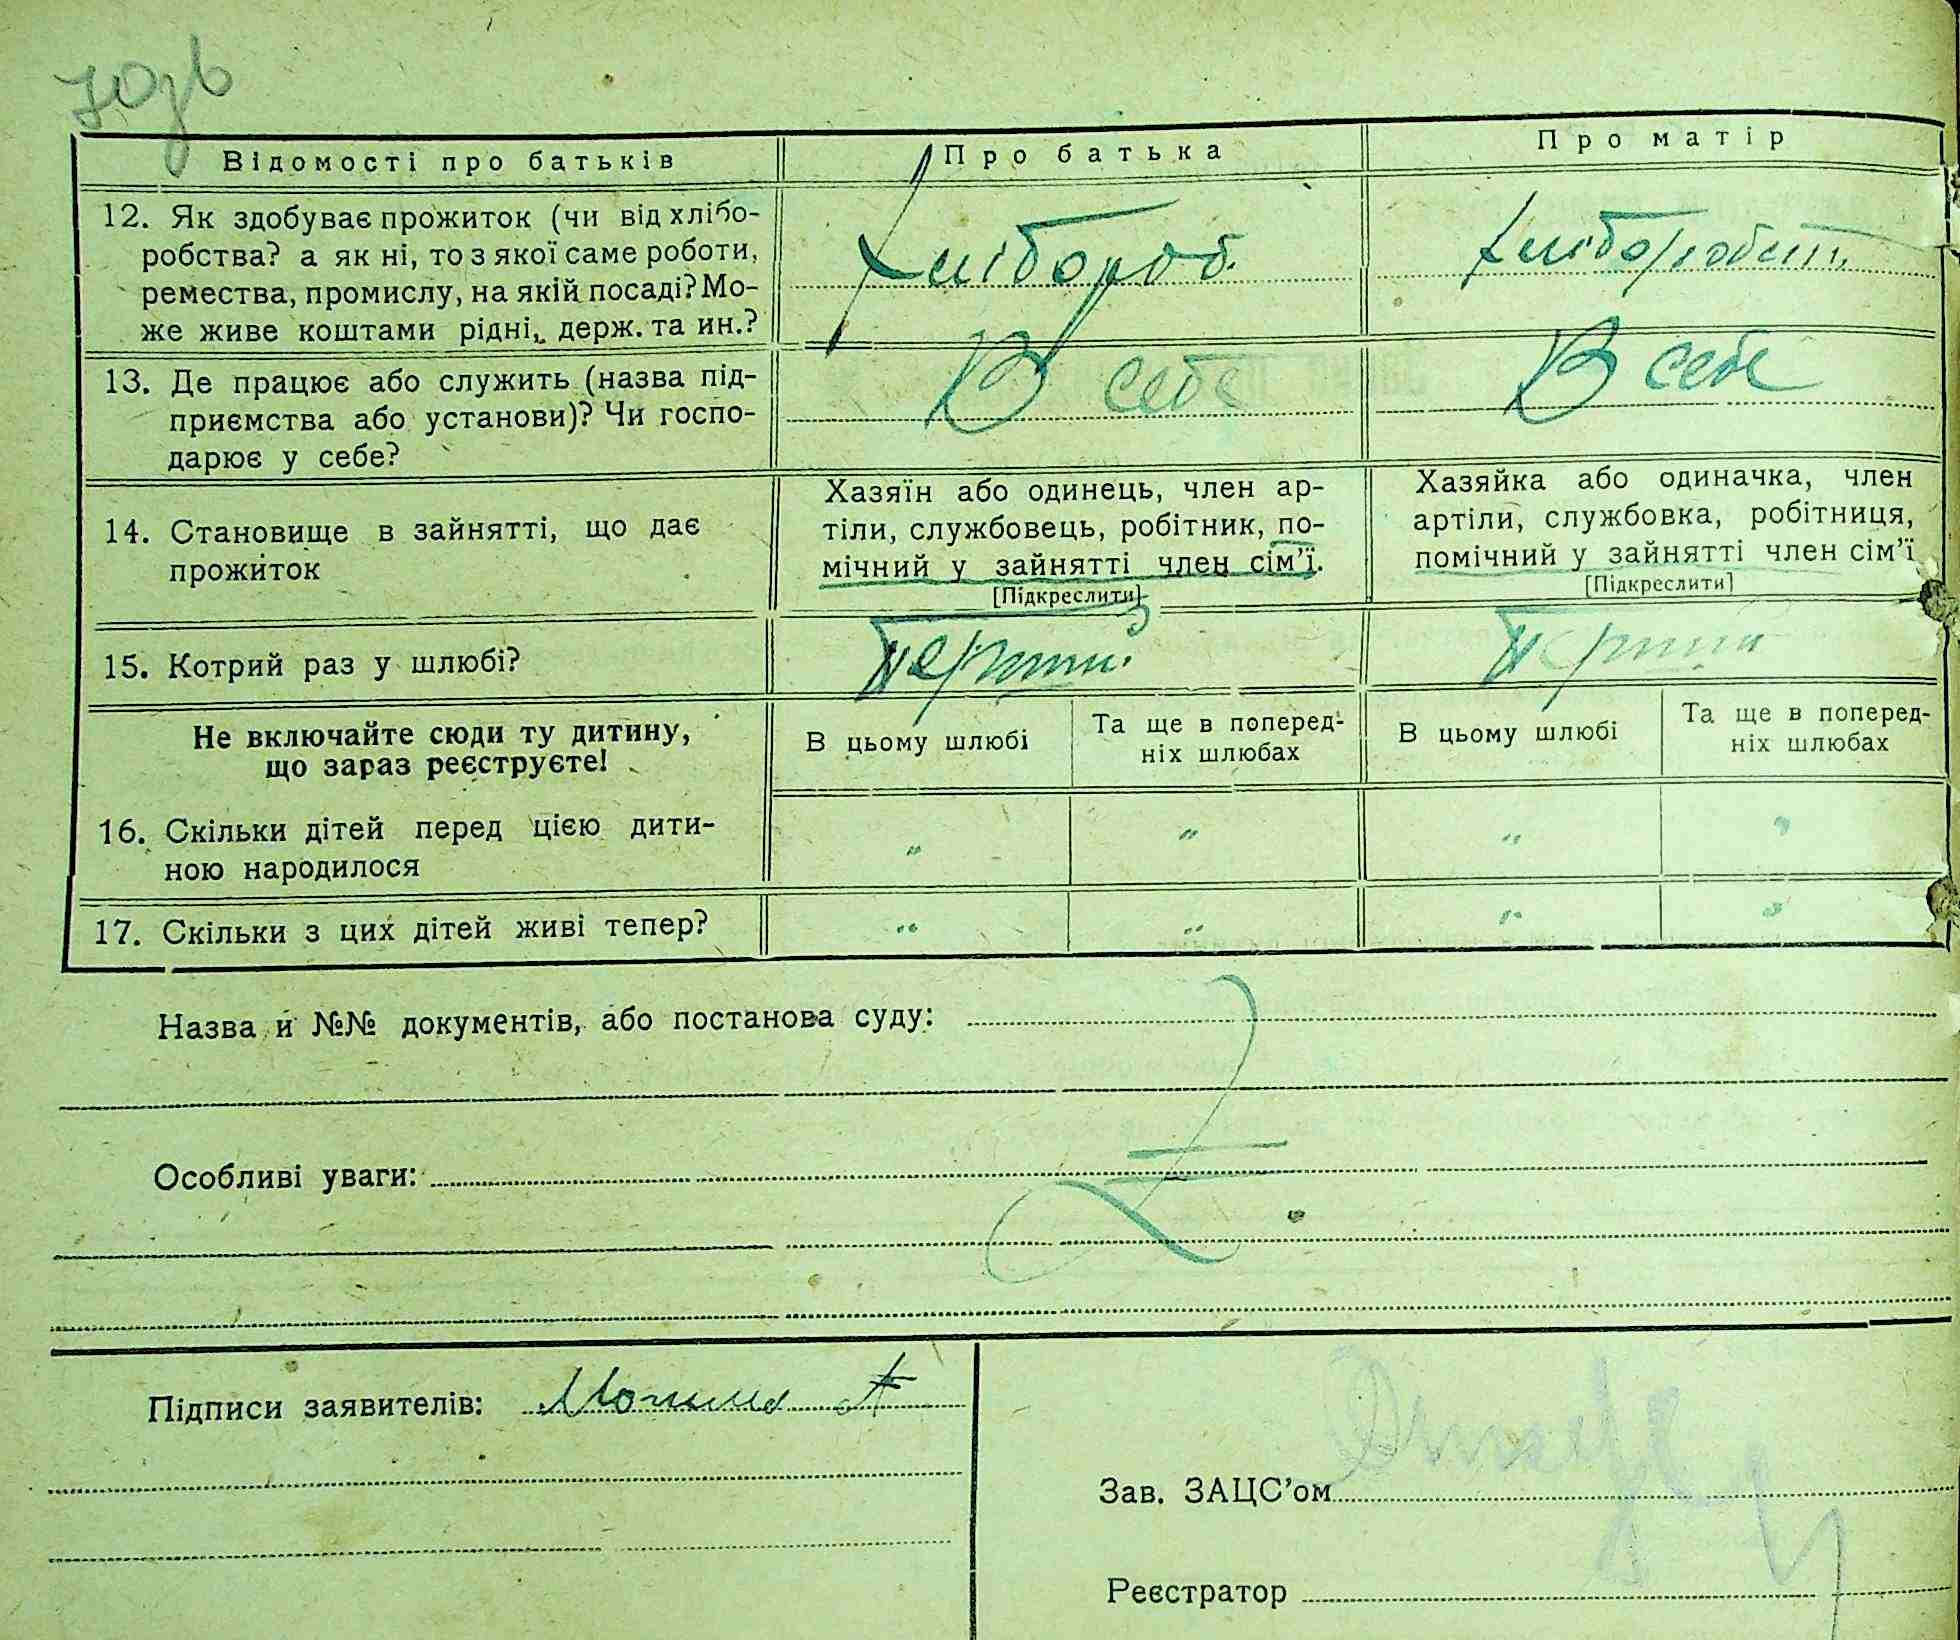 70зв
Відомості про батьків
Про батька
Про матір
12. Як здобуває прожиток (чи від хлібо-
робства? а як ні, то з якої саме роботи,
ремества, промислу, на якій посаді? Мо-
же живе коштами рідні, держ. та ин.?
Хлібороб.
13. Де працює або служить (назва під-
приємства або установи)? Чи госпо-
дарює у себе?
В себе
В себе
14. Становище в зайнятті, що дає
прожиток
Хазяїн або одинець, член ар-
тіли, службовець, робітник, по-
мічний у зайнятті член сім’ї.
[Підкреслити]
Хазяйка або одиначка, член
артіли, службовка, робітниця,
помічний у зайнятті член сім’ї
[Підкреслити]
15. Котрий раз у шлюбі?
Не включайте сюди ту дитину,
що зараз реєструєте!
В цьому шлюбі
Та ще в поперед-
ніх шлюбах
В цьому шлюбі
Та ще в поперед-
ніх шлюбах
16. Скільки дітей перед цією дити-
ною народилося
" " " "
17. Скільки з цих дітей живі тепер?
" " " "
Назва й №№ документів, або постанова суду:
Особливі уваги:
Підписи заявителів:
Зав. ЗАЦС’ом
Реєстратор